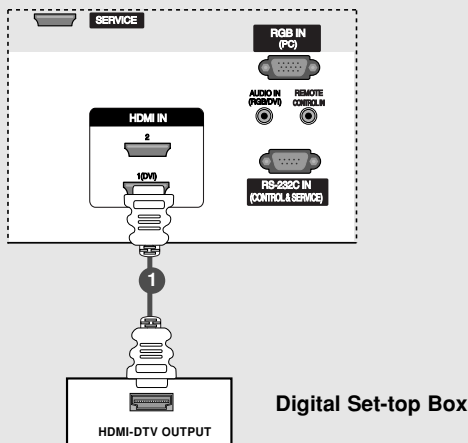 SERVICE
RGB IN
(PC)
AUDIO IN
(RGB/DVI)
REMOTE
CONTROL IN
HDMI IN
2
1(DVI)
RS-232C IN
(CONTROL & SERVICE)
1
Digital Set-top Box
HDMI-DTV OUTPUT